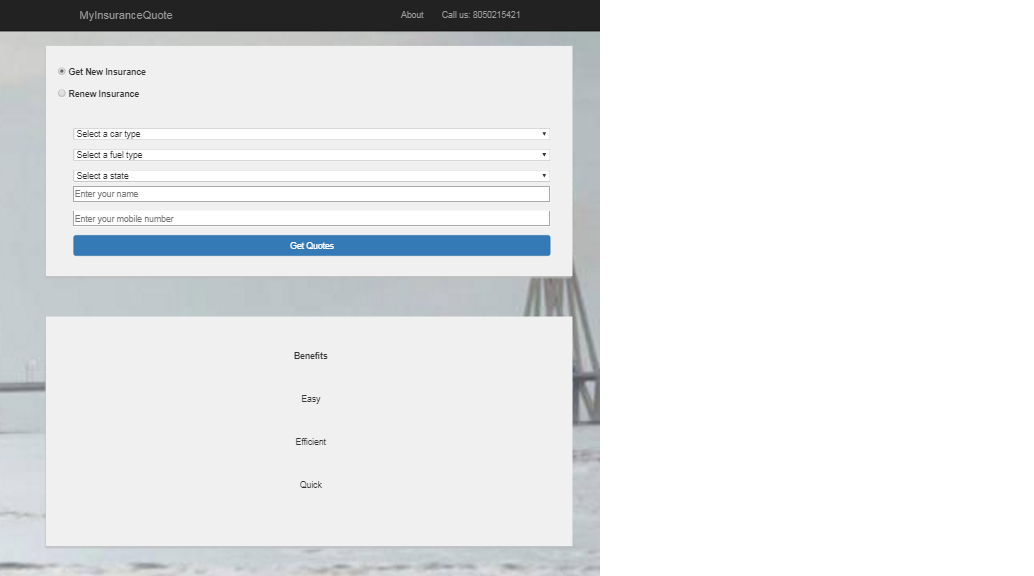 MyInsuranceQuote About Call us: 8050215421
Get New Insurance
Renew Insurance
Select a car type
Select a fuel type
Select a state
Enter your name
Enter your mobile number
Get Quotes
Benefits
Easy
Efficient
Quick